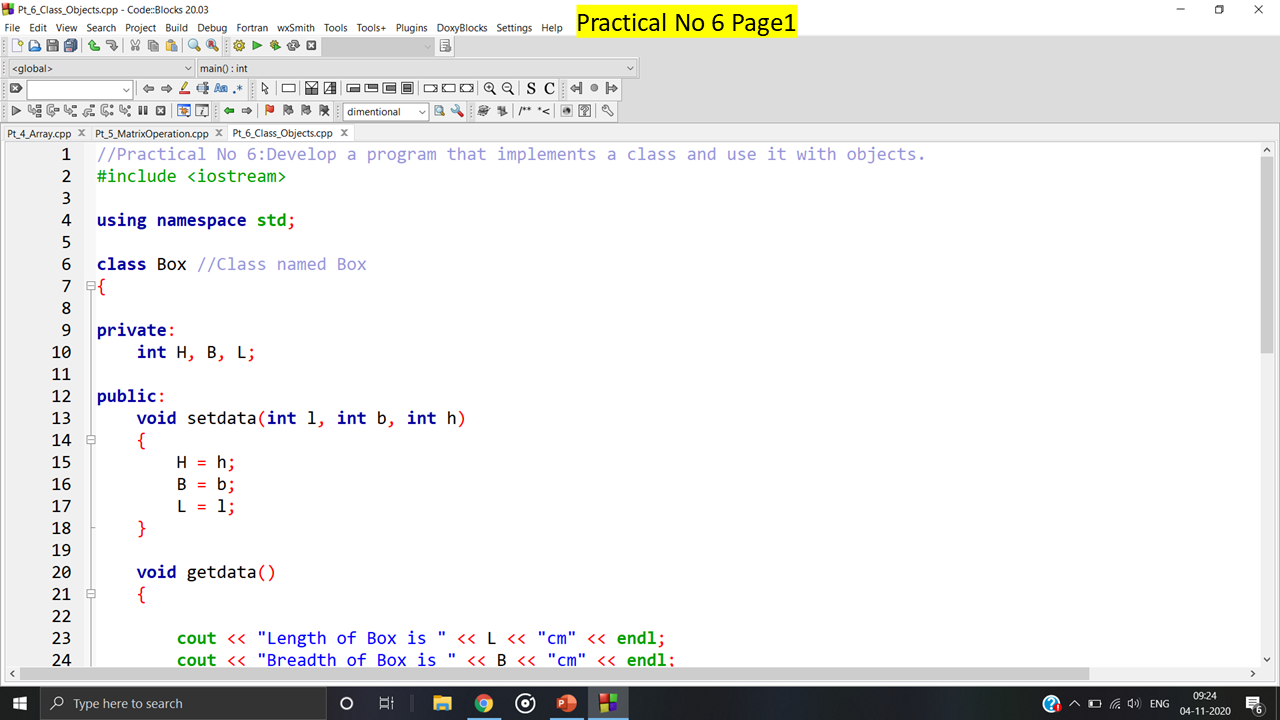 Pt_6_Class_Objects.cpp - Code::Blocks 20.03
Practical No 6 Page1
File Edit View Search Project Build Debug Fortran wxSmith Tools Tools+ Plugins DoxyBlocks Settings Help
<global> main() : int
S C
dimentional /** *<
Pt_4_Array.cpp Pt_5_MatrixOperation.cpp Pt_6_Class_Objects.cpp
1 //Practical No 6:Develop a program that implements a class and use it with objects.
2 #include <iostream>
3
4 using namespace std;
5
6 class Box //Class named Box
7 {
8
9 private:
10 int H, B, L;
11
12 public:
13 void setdata(int l, int b, int h)
14 {
15 H = h;
16 B = b;
17 L = l;
18 }
19
20 void getdata()
21 {
22
23 cout << "Length of Box is " << L << "cm" << endl;
24 cout << "Breadth of Box is " << B << "cm" << endl;
Type here to search
ENG
09:24
04-11-2020
6